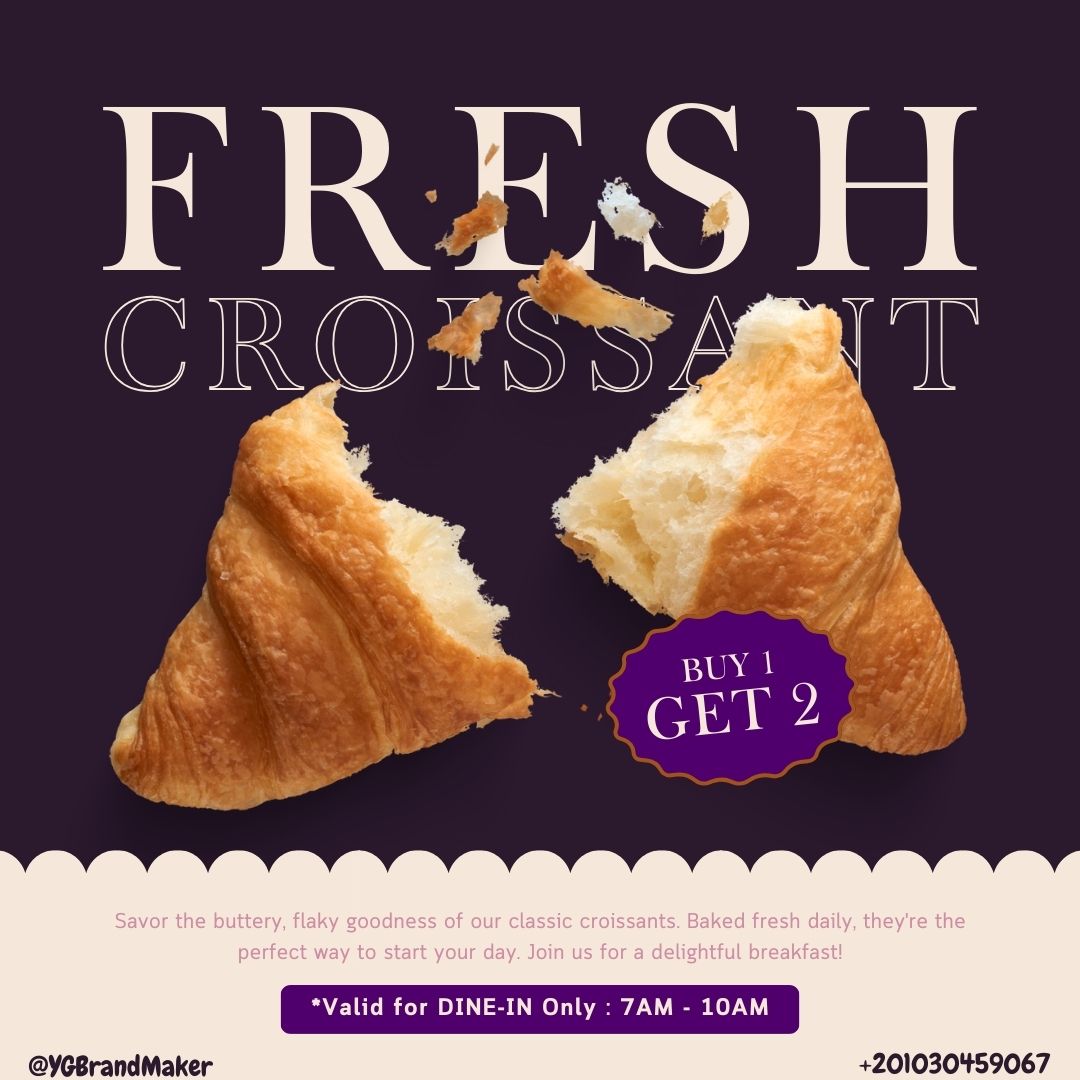 FRESH
CROISSANT
BUY 1
GET 2
Savor the buttery, flaky goodness of our classic croissants. Baked fresh daily, they're the
perfect way to start your day. Join us for a delightful breakfast!
*Valid for DINE-IN Only : 7AM - 10AM
@YGBrandMaker
+201030459067